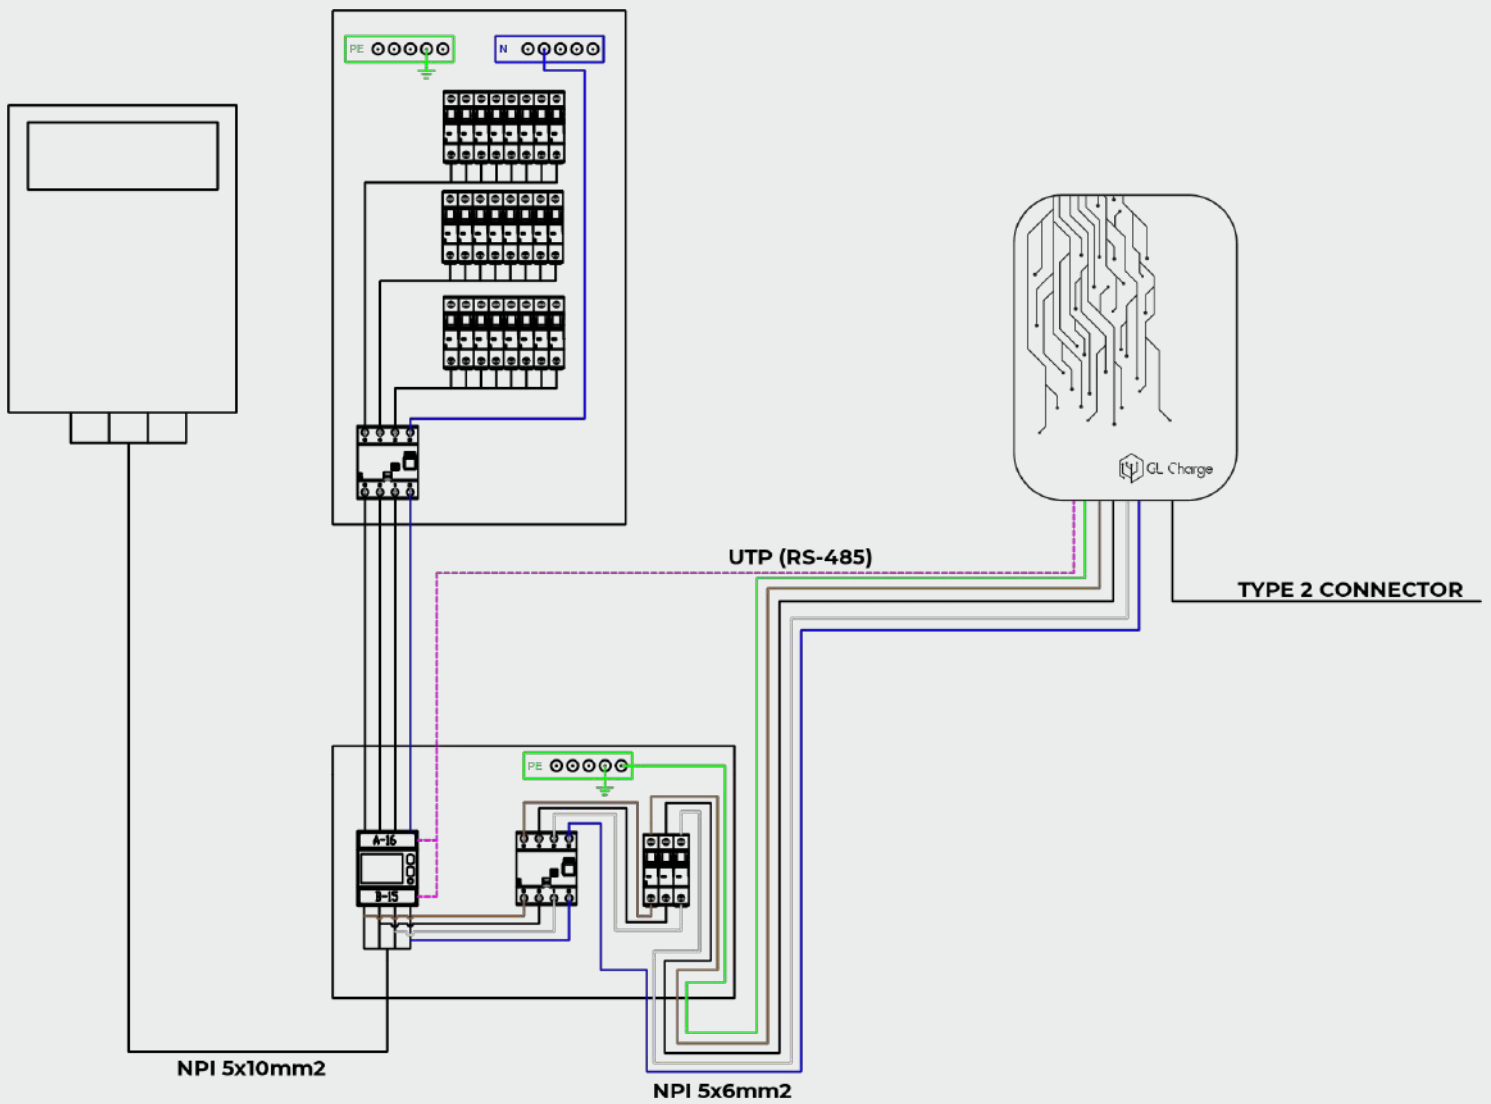 PE
N
GL Charge
UTP (RS-485)
TYPE 2 CONNECTOR
PE
A-16
B-15
NPI 5x10mm2
NPI 5x6mm2